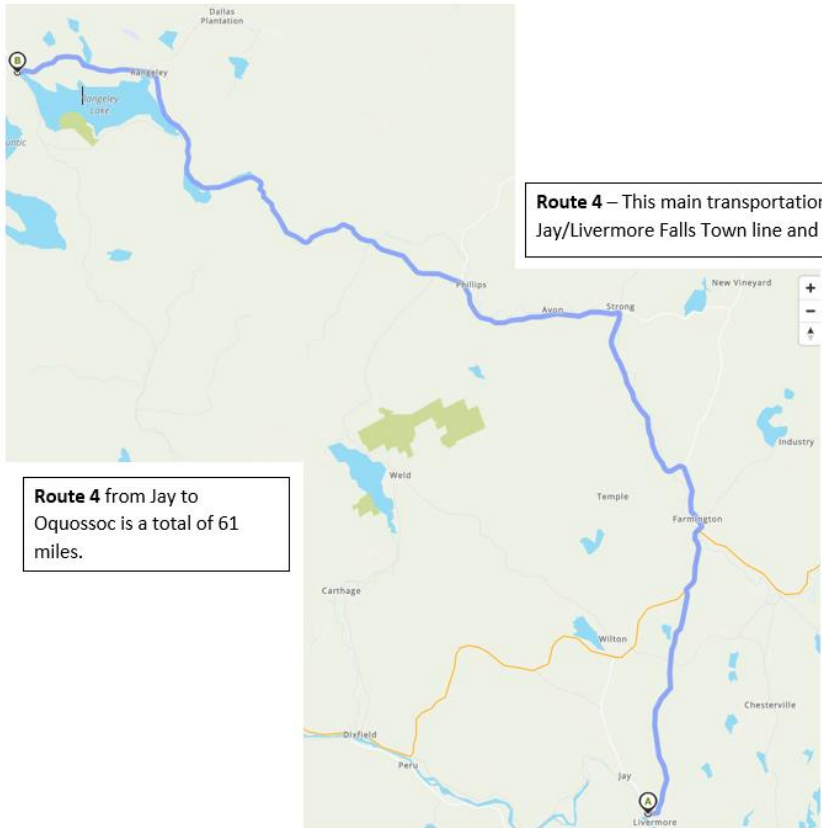 Dallas
Plantation
B
Rangeley
Rangeley
Lake
untic
Route 4 – This main transportation
Jay/Livermore Falls Town line and
Phillips
New Vineyard
+
−
Avon
Strong
Industry
Weld
Temple
Route 4 from Jay to
Oquossoc is a total of 61
miles.
Farmington
Carthage
Wilton
Chesterville
Dixfield
Peru
Jay
A
Livermore